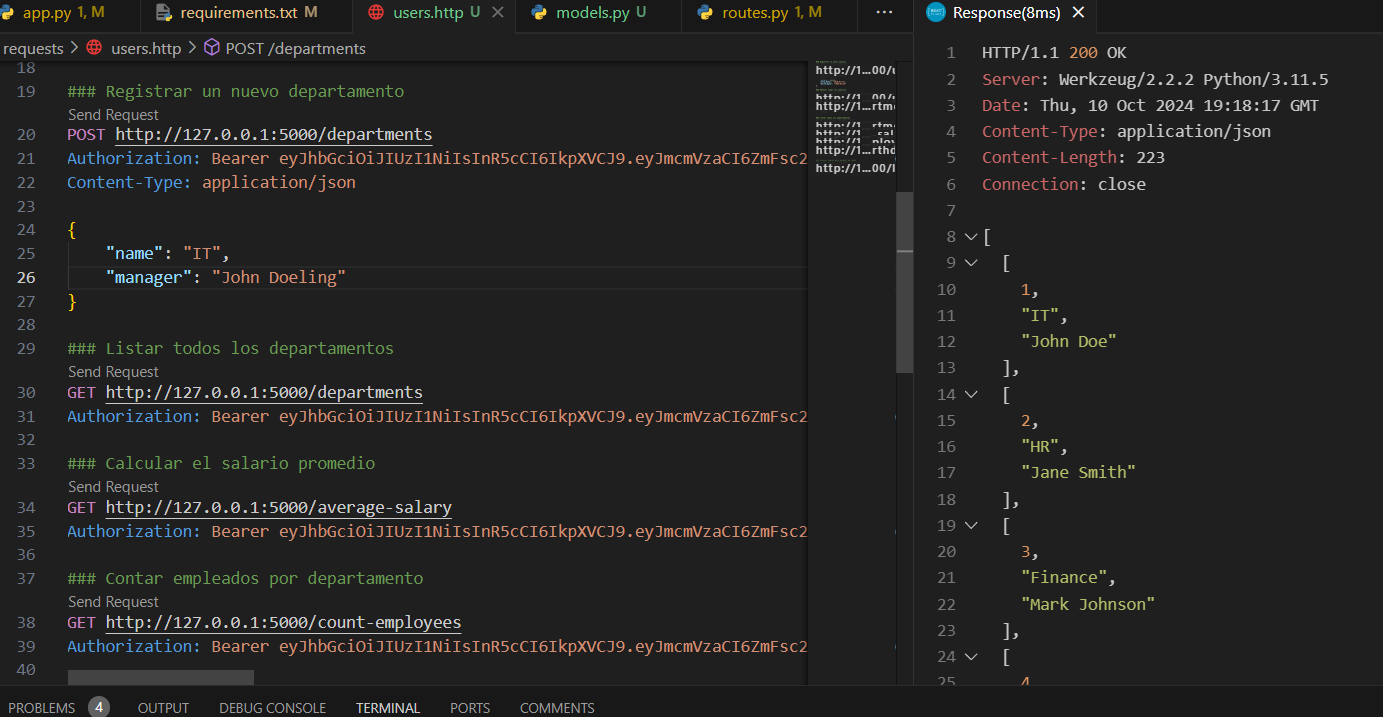 app.py 1, M
requirements.txt M
users.http U
models.py U
routes.py 1, M
Response(8ms)
requests > users.http > POST /departments
18
19 ### Registrar un nuevo departamento
Send Request
20 POST http://127.0.0.1:5000/departments
21 Authorization: Bearer eyJhbGciOiJIUzI1NiIsInR5cCI6IkpXVCJ9.eyJmcmVzaCI6ZmFsc2
22 Content-Type: application/json
23
24 {
25 "name": "IT",
26 "manager": "John Doeling"
27 }
28
29 ### Listar todos los departamentos
Send Request
30 GET http://127.0.0.1:5000/departments
31 Authorization: Bearer eyJhbGciOiJIUzI1NiIsInR5cCI6IkpXVCJ9.eyJmcmVzaCI6ZmFsc2
32
33 ### Calcular el salario promedio
Send Request
34 GET http://127.0.0.1:5000/average-salary
35 Authorization: Bearer eyJhbGciOiJIUzI1NiIsInR5cCI6IkpXVCJ9.eyJmcmVzaCI6ZmFsc2
36
37 ### Contar empleados por departamento
Send Request
38 GET http://127.0.0.1:5000/count-employees
39 Authorization: Bearer eyJhbGciOiJIUzI1NiIsInR5cCI6IkpXVCJ9.eyJmcmVzaCI6ZmFsc2
40
1 HTTP/1.1 200 OK
2 Server: Werkzeug/2.2.2 Python/3.11.5
3 Date: Thu, 10 Oct 2024 19:18:17 GMT
4 Content-Type: application/json
5 Content-Length: 223
6 Connection: close
7
8 [
9 [
10 1,
11 "IT",
12 "John Doe"
13 ],
14 [
15 2,
16 "HR",
17 "Jane Smith"
18 ],
19 [
20 3,
21 "Finance",
22 "Mark Johnson"
23 ],
24 [
25 4
PROBLEMS 4 OUTPUT DEBUG CONSOLE TERMINAL PORTS COMMENTS